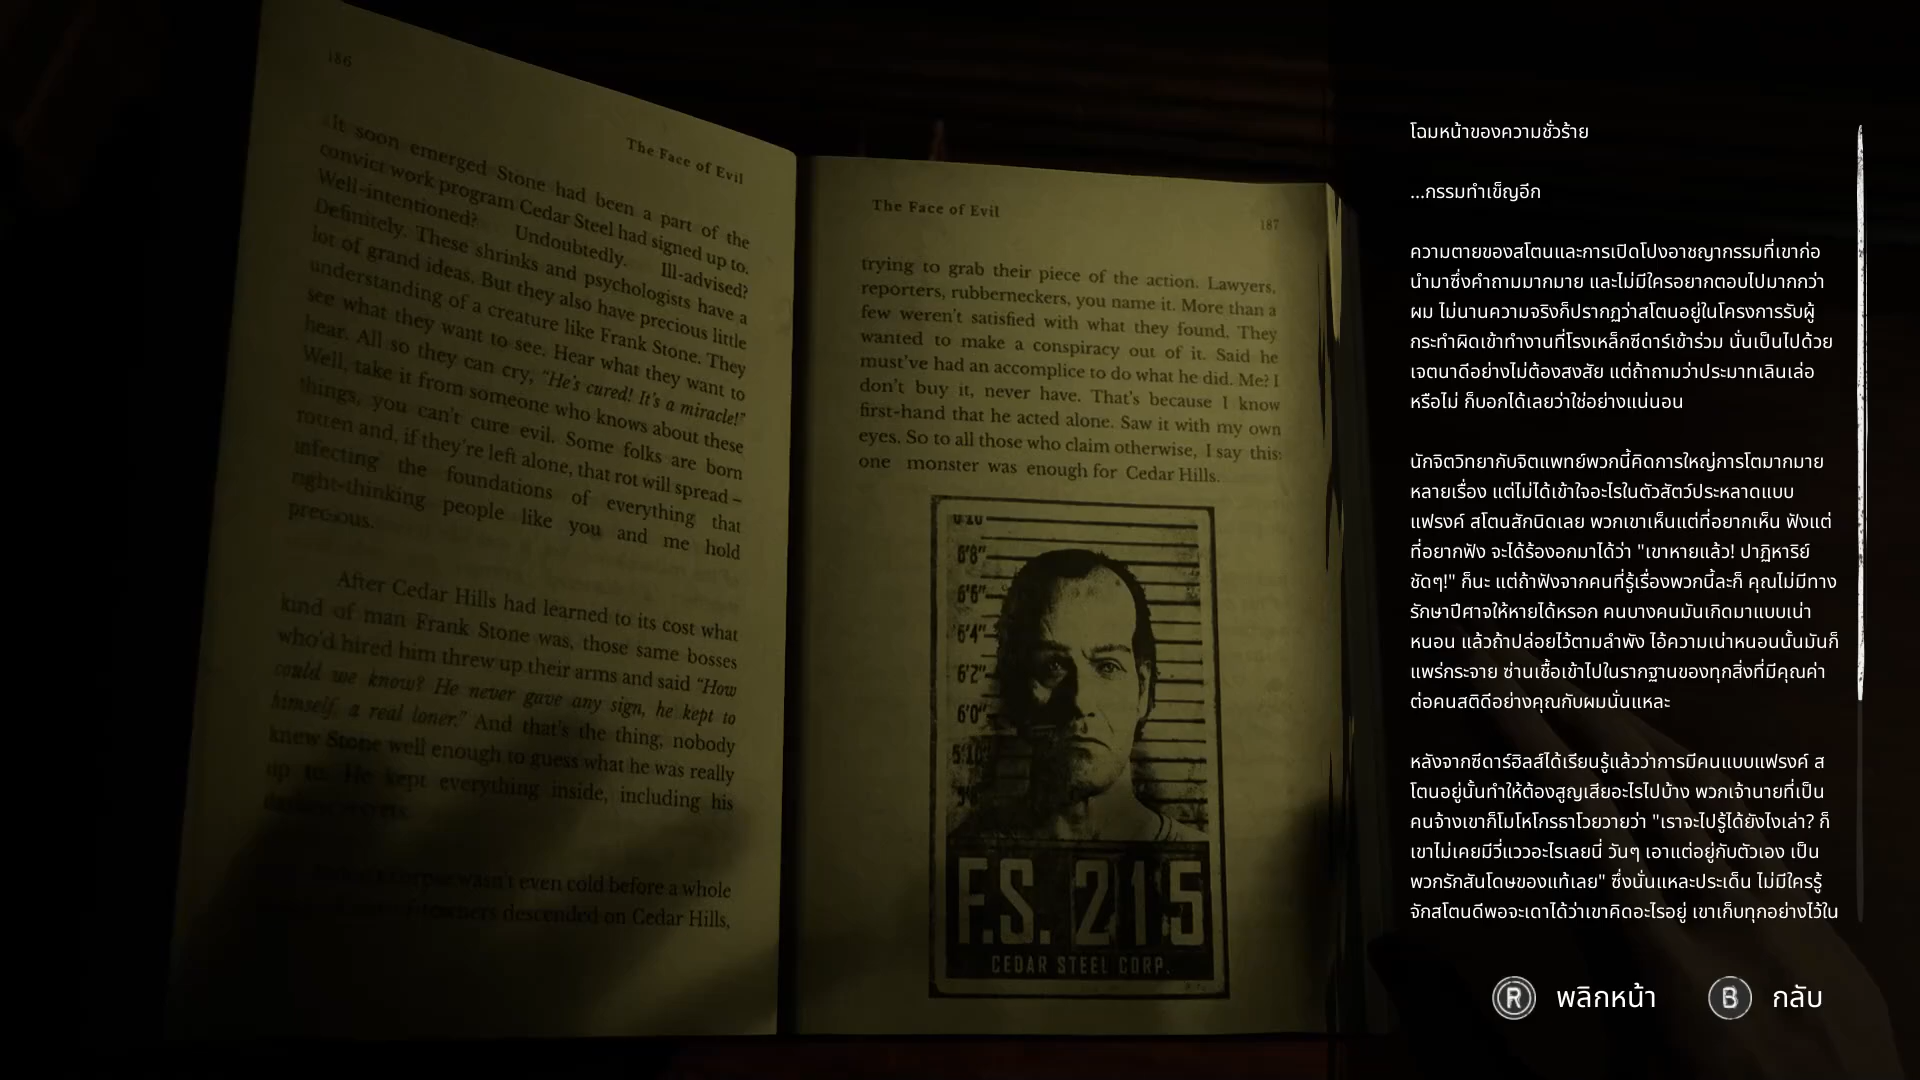 186
The Face of Evil
It soon emerged Stone had been a part of the
convict work program Cedar Steel had signed up to.
Well-intentioned? Undoubtedly. Ill-advised?
Definitely. These shrinks and psychologists have a
lot of grand ideas. But they also have precious little
understanding of a creature like Frank Stone. They
see what they want to see. Hear what they want to
hear. All so they can cry, “He’s cured! It’s a miracle!”
Well, take it from someone who knows about these
things, you can’t cure evil. Some folks are born
rotten and, if they’re left alone, that rot will spread –
infecting the foundations of everything that
right-thinking people like you and me hold
precious.
After Cedar Hills had learned to its cost what
kind of man Frank Stone was, those same bosses
who’d hired him threw up their arms and said “How
could we know? He never gave any sign, he kept to
himself, a real loner.” And that’s the thing, nobody
knew Stone well enough to guess what he was really
up to. He kept everything inside, including his
darkest secrets.
corpse wasn’t even cold before a whole
descended on Cedar Hills,
The Face of Evil
187
trying to grab their piece of the action. Lawyers,
reporters, rubberneckers, you name it. More than a
few weren’t satisfied with what they found. They
wanted to make a conspiracy out of it. Said he
must’ve had an accomplice to do what he did. Me? I
don’t buy it, never have. That’s because I know
first-hand that he acted alone. Saw it with my own
eyes. So to all those who claim otherwise, I say this:
one monster was enough for Cedar Hills.
6'10"
6'8"
6'6"
6'4"
6'2"
6'0"
5'10"
F.S. 215
CEDAR STEEL CORP.
โฉมหน้าของความชั่วร้าย
...กรรมทำเข็ญอีก
ความตายของสโตนและการเปิดโปงอาชญากรรมที่เขาก่อ
นำมาซึ่งคำถามมากมาย และไม่มีใครอยากตอบไปมากกว่า
ผม ไม่นานความจริงก็ปรากฏว่าสโตนอยู่ในโครงการรับผู้
กระทำผิดเข้าทำงานที่โรงเหล็กซีดาร์เข้าร่วม นั่นเป็นไปด้วย
เจตนาดีอย่างไม่ต้องสงสัย แต่ถ้าถามว่าประมาทเลินเล่อ
หรือไม่ ก็บอกได้เลยว่าใช่อย่างแน่นอน
นักจิตวิทยากับจิตแพทย์พวกนี้คิดการใหญ่การโตมากมาย
หลายเรื่อง แต่ไม่ได้เข้าใจอะไรในตัวสัตว์ประหลาดแบบ
แฟรงค์ สโตนสักนิดเลย พวกเขาเห็นแต่ที่อยากเห็น ฟังแต่
ที่อยากฟัง จะได้ร้องอกมาได้ว่า "เขาหายแล้ว! ปาฏิหาริย์
ชัดๆ!" ก็นะ แต่ถ้าฟังจากคนที่รู้เรื่องพวกนี้ละก็ คุณไม่มีทาง
รักษาปีศาจให้หายได้หรอก คนบางคนมันเกิดมาแบบเน่า
หนอน แล้วถ้าปล่อยไว้ตามลำพัง ไอ้ความเน่าหนอนนั้นมันก็
แพร่กระจาย ซ่านเชื้อเข้าไปในรากฐานของทุกสิ่งที่มีคุณค่า
ต่อคนสติดีอย่างคุณกับผมนั่นแหละ
หลังจากซีดาร์ฮิลส์ได้เรียนรู้แล้วว่าการมีคนแบบแฟรงค์ ส
โตนอยู่นั้นทำให้ต้องสูญเสียอะไรไปบ้าง พวกเจ้านายที่เป็น
คนจ้างเขาก็โมโหโกรธาโวยวายว่า "เราจะไปรู้ได้ยังไงเล่า? ก็
เขาไม่เคยมีวี่แววอะไรเลยนี่ วันๆ เอาแต่อยู่กับตัวเอง เป็น
พวกรักสันโดษของแท้เลย" ซึ่งนั่นแหละประเด็น ไม่มีใครรู้
จักสโตนดีพอจะเดาได้ว่าเขาคิดอะไรอยู่ เขาเก็บทุกอย่างไว้ใน
R พลิกหน้า B กลับ